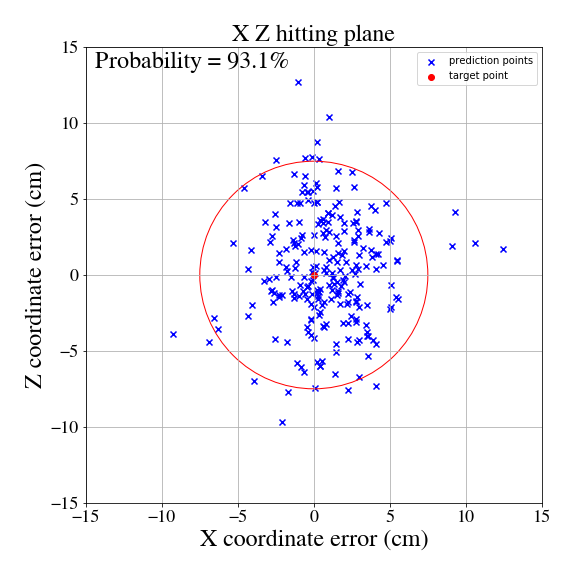 X Z hitting plane
Probability = 93.1%
prediction points
target point
15
10
5
0
−5
−10
−15
Z coordinate error (cm)
−15
−10
−5
0
5
10
15
X coordinate error (cm)